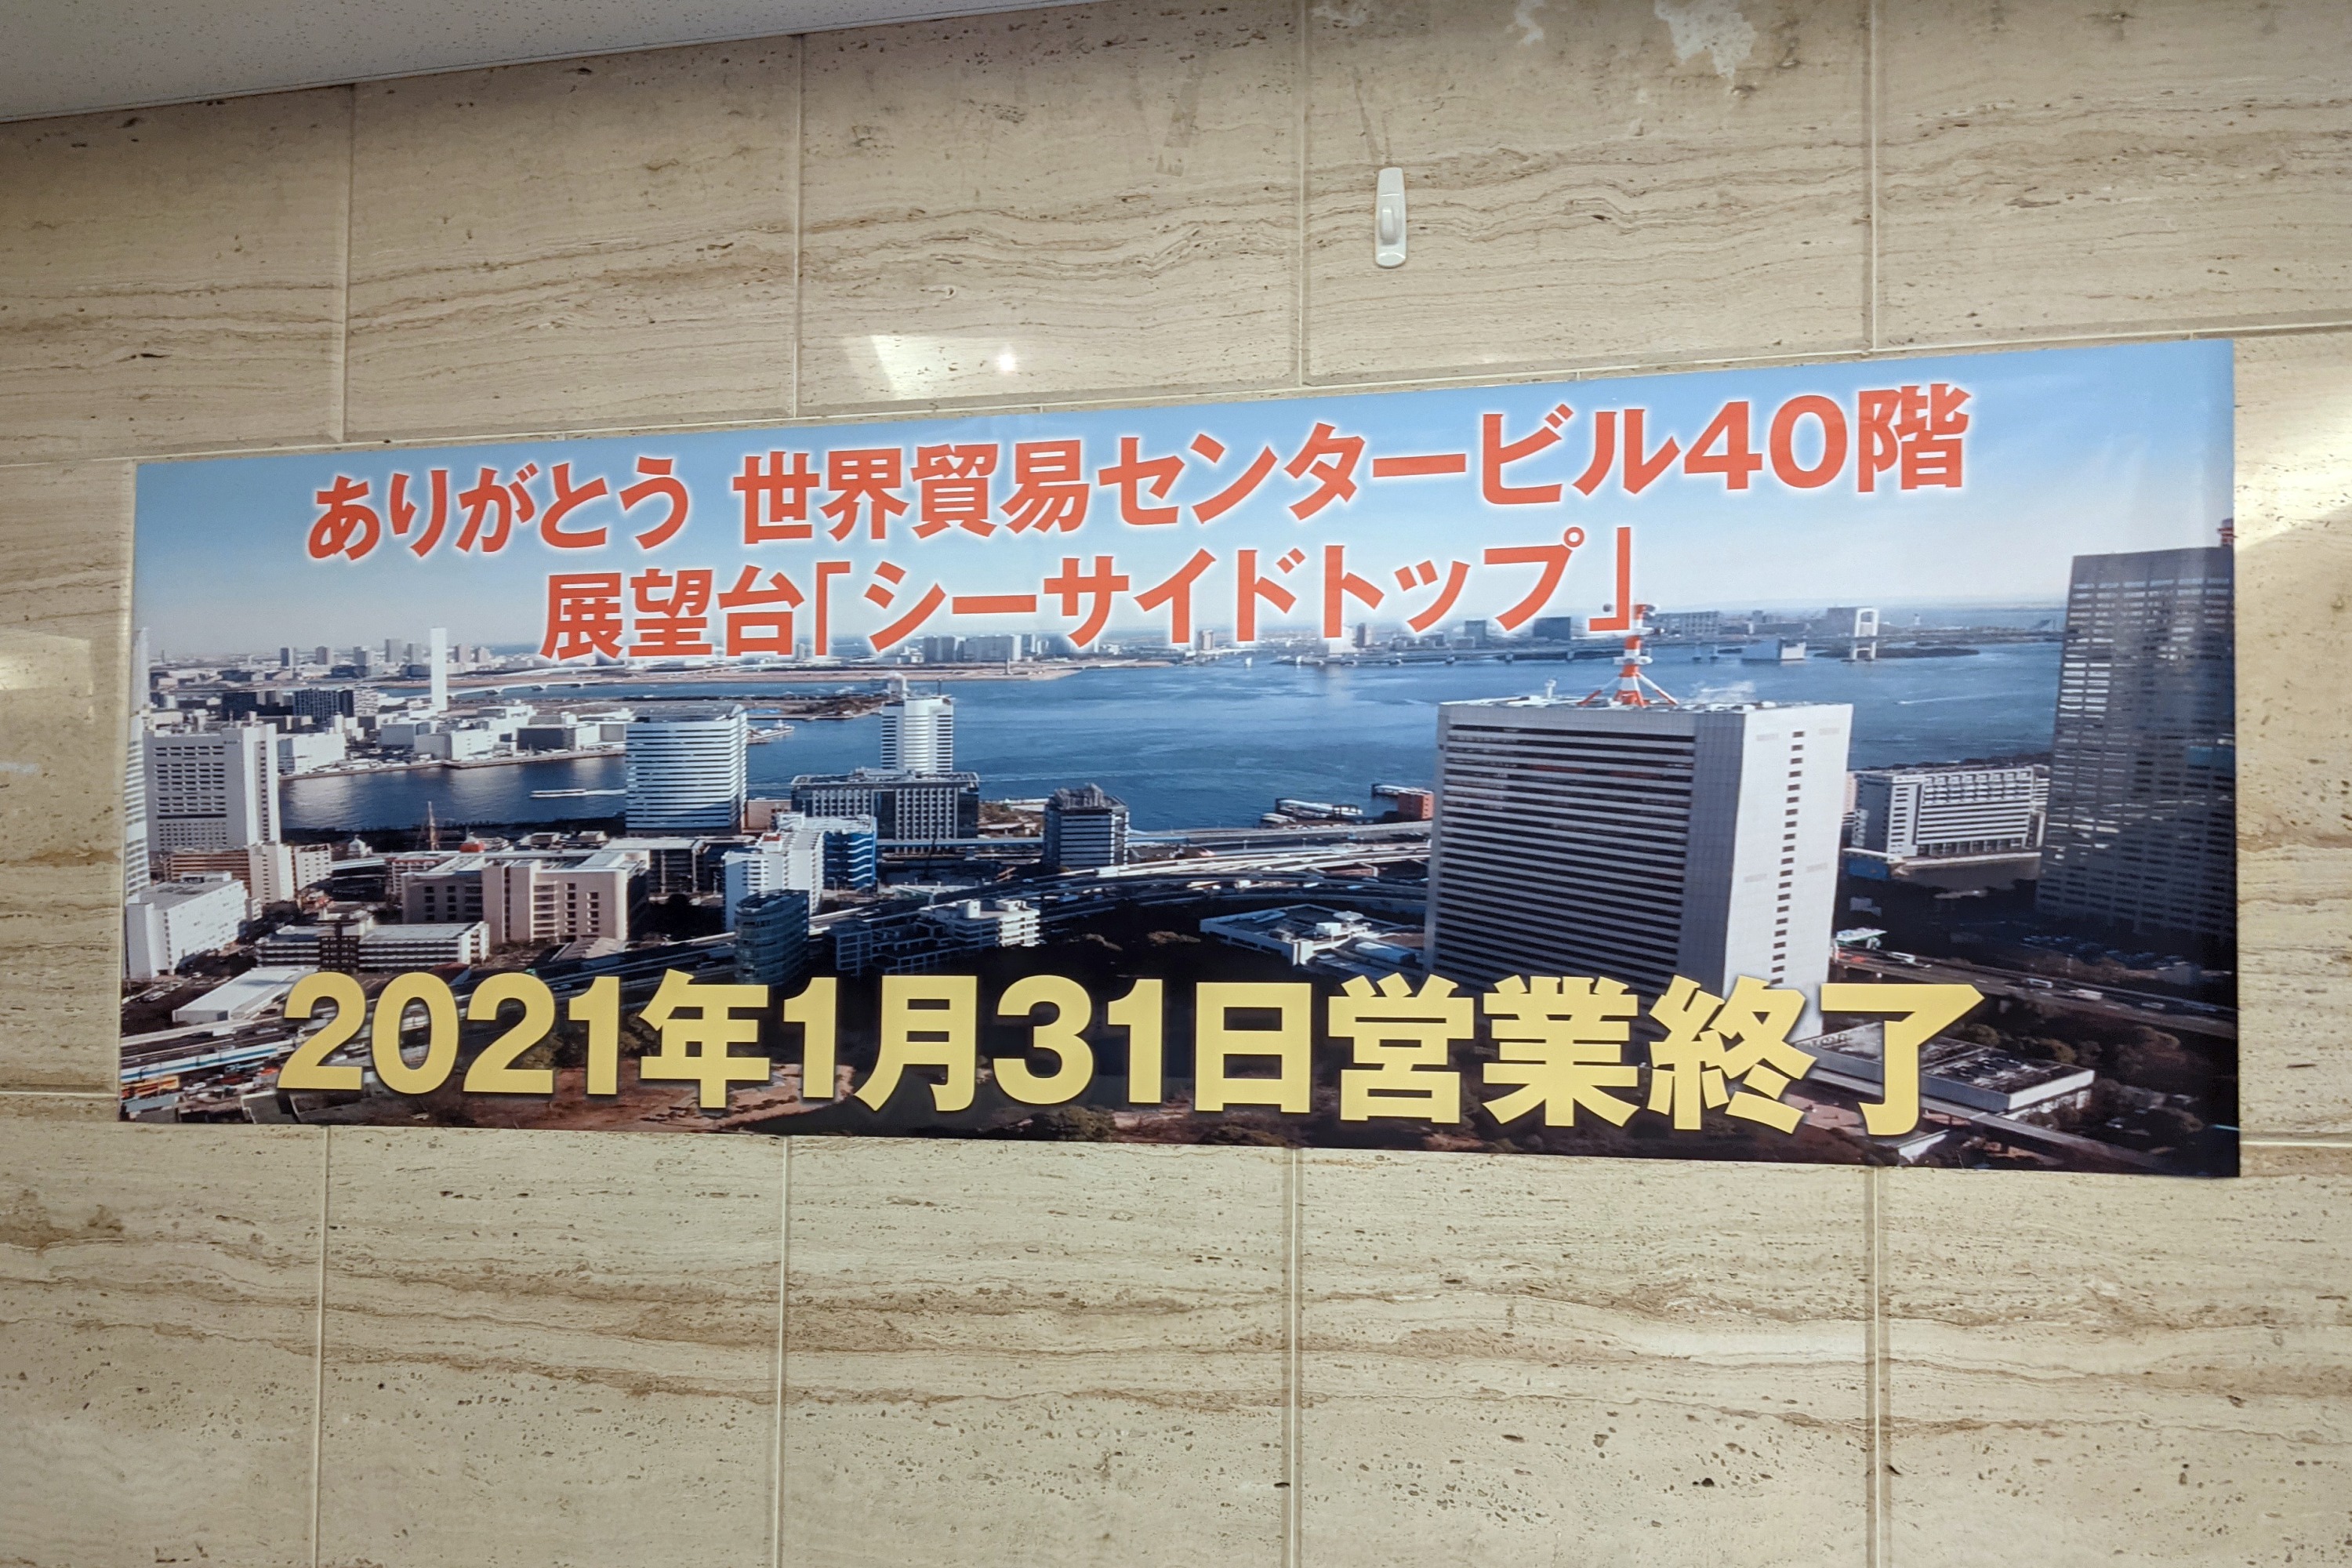 ありがとう 世界貿易センタービル40階
展望台「シーサイドトップ」
2021年1月31日営業終了